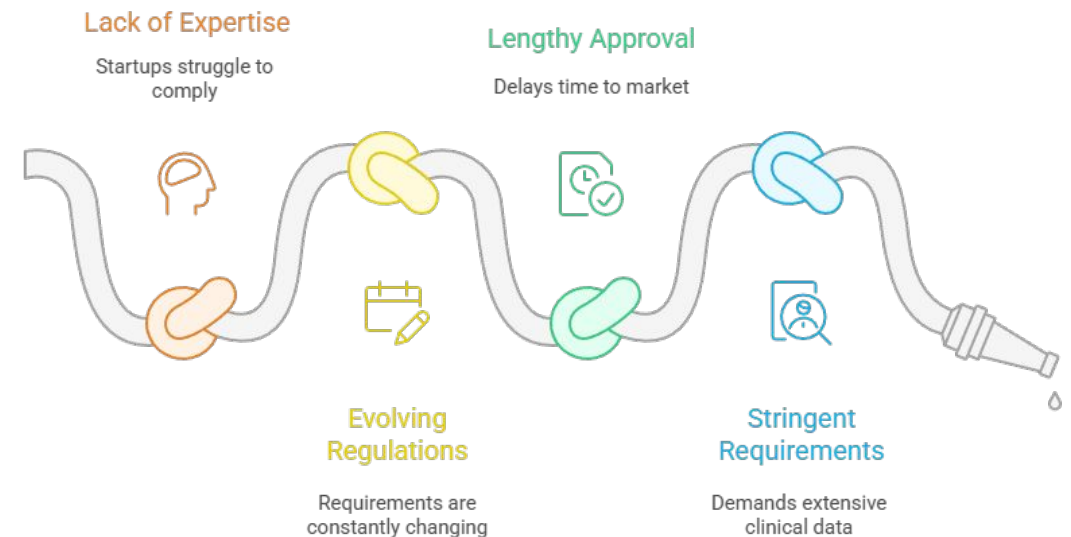 Lack of Expertise
Startups struggle to
comply
Lengthy Approval
Delays time to market
Evolving
Regulations
Requirements are
constantly changing
Stringent
Requirements
Demands extensive
clinical data